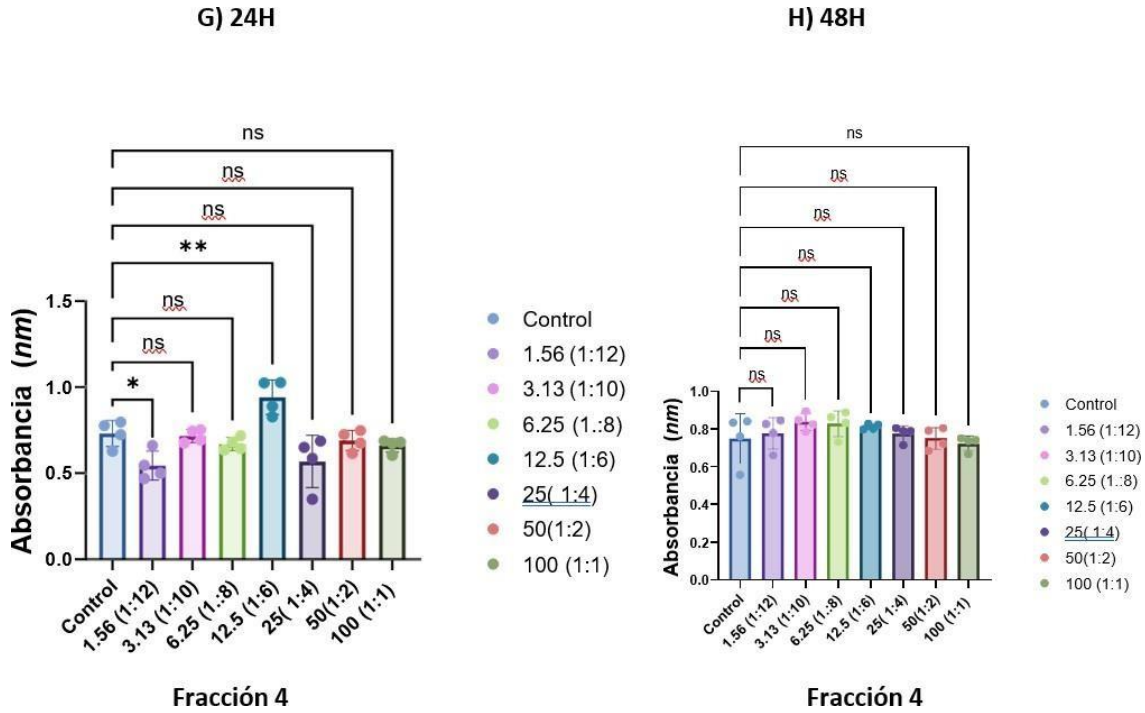 G) 24H
ns
ns
ns
**
ns
ns
*
Absorbancia (nm)
1.5
1.0
0.5
0.0
Control
1.56 (1:12)
3.13 (1:10)
6.25 (1.:8)
12.5 (1:6)
25( 1:4)
50(1:2)
100 (1:1)
Control
1.56 (1:12)
3.13 (1:10)
6.25 (1.:8)
12.5 (1:6)
25( 1:4)
50(1:2)
100 (1:1)
Fracción 4
H) 48H
ns
ns
ns
ns
ns
ns
ns
Absorbancia (nm)
1.0
0.8
0.6
0.4
0.2
0.0
Control
1.56 (1:12)
3.13 (1:10)
6.25 (1.:8)
12.5 (1:6)
25( 1:4)
50(1:2)
100 (1:1)
Control
1.56 (1:12)
3.13 (1:10)
6.25 (1.:8)
12.5 (1:6)
25( 1:4)
50(1:2)
100 (1:1)
Fracción 4